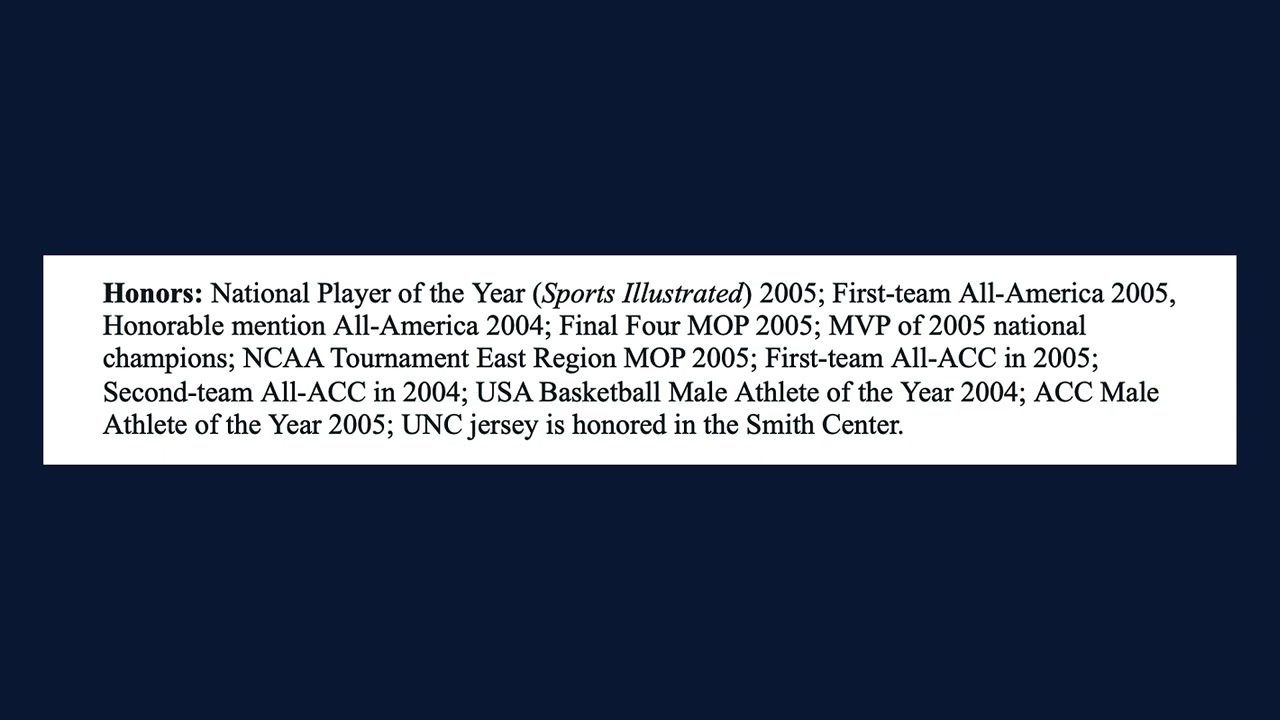 Honors: National Player of the Year (Sports Illustrated) 2005; First-team All-America 2005,
Honorable mention All-America 2004; Final Four MOP 2005; MVP of 2005 national
champions; NCAA Tournament East Region MOP 2005; First-team All-ACC in 2005;
Second-team All-ACC in 2004; USA Basketball Male Athlete of the Year 2004; ACC Male
Athlete of the Year 2005; UNC jersey is honored in the Smith Center.